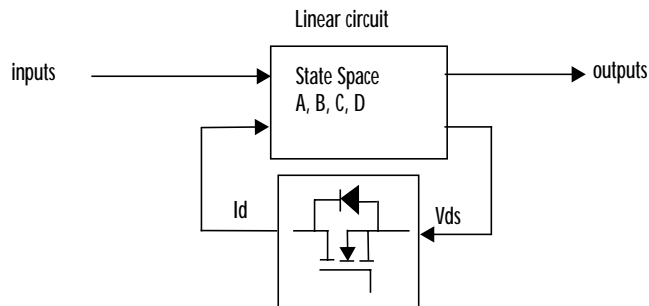 Linear circuit
inputs
State Space
A, B, C, D
outputs
Id
Vds